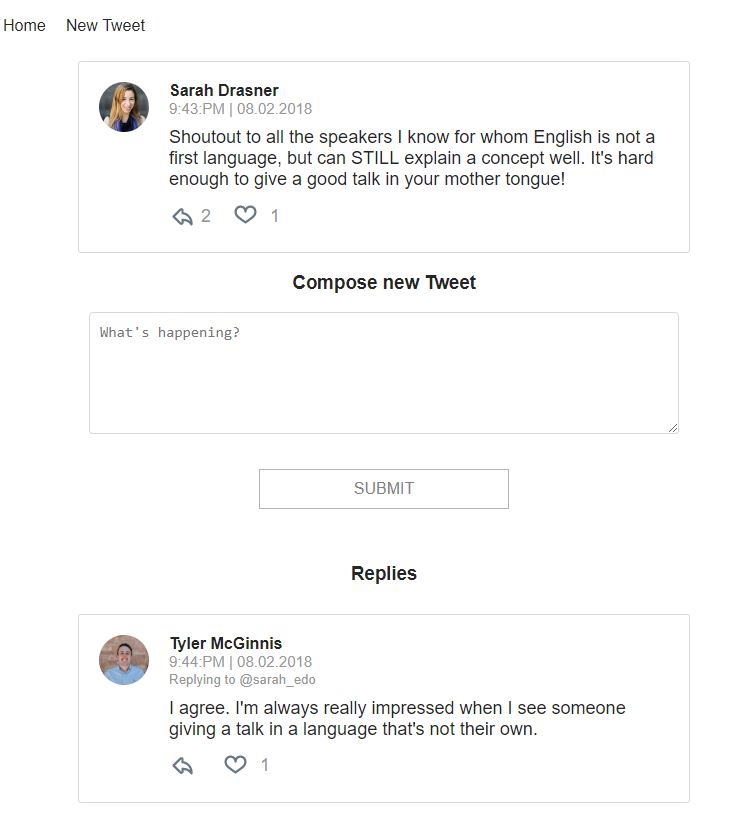 Home New Tweet
Sarah Drasner
9:43:PM | 08.02.2018
Shoutout to all the speakers I know for whom English is not a
first language, but can STILL explain a concept well. It's hard
enough to give a good talk in your mother tongue!
2 1
Compose new Tweet
What's happening?
SUBMIT
Replies
Tyler McGinnis
9:44:PM | 08.02.2018
Replying to @sarah_edo
I agree. I'm always really impressed when I see someone
giving a talk in a language that's not their own.
1